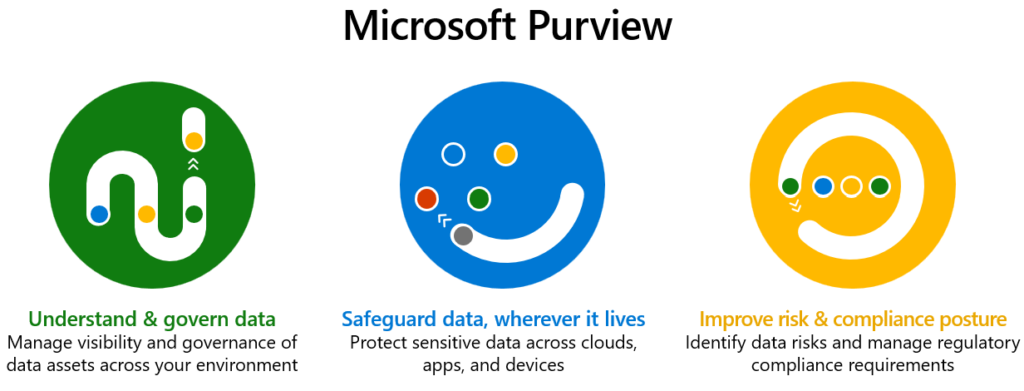 Microsoft Purview
Understand & govern data
Manage visibility and governance of
data assets across your environment
Safeguard data, wherever it lives
Protect sensitive data across clouds,
apps, and devices
Improve risk & compliance posture
Identify data risks and manage regulatory
compliance requirements